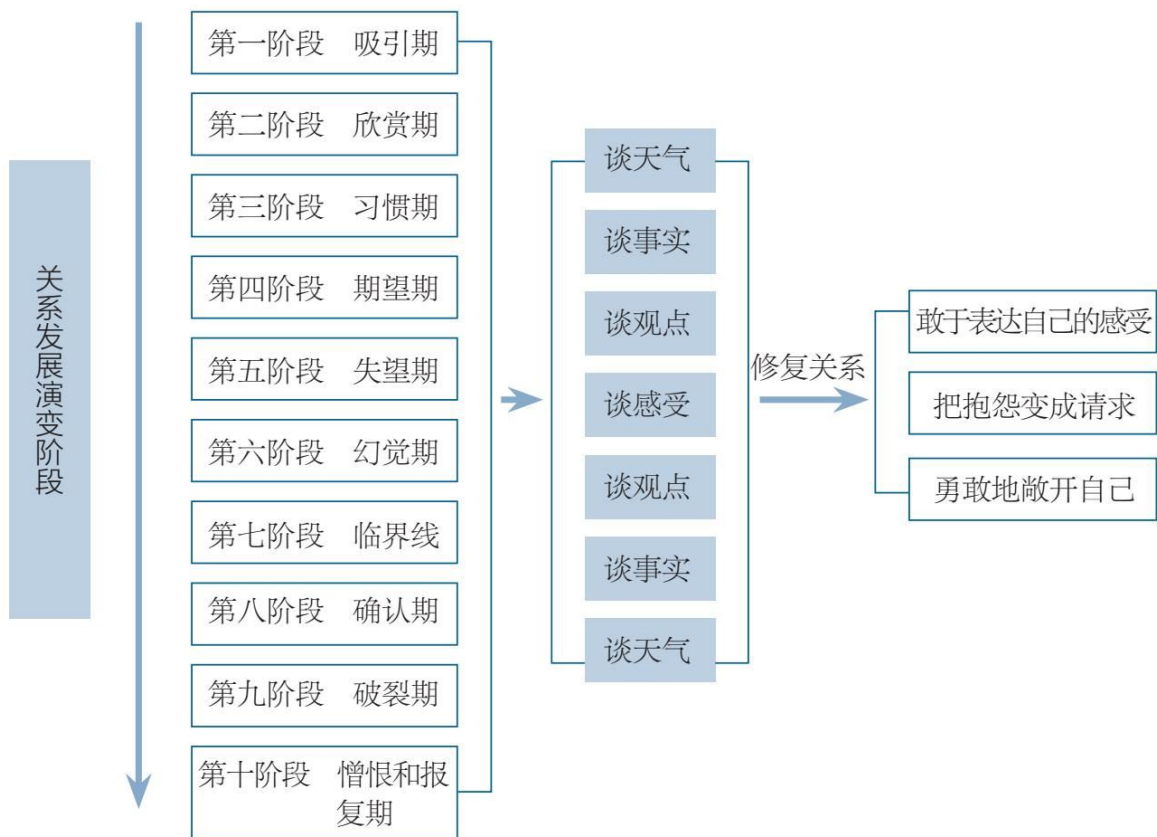 关系发展演变阶段
第一阶段 吸引期
第二阶段 欣赏期
第三阶段 习惯期
第四阶段 期望期
第五阶段 失望期
第六阶段 幻觉期
第七阶段 临界线
第八阶段 确认期
第九阶段 破裂期
第十阶段 憎恨和报
复期
谈天气
谈事实
谈观点
谈感受
谈观点
谈事实
谈天气
修复关系
敢于表达自己的感受
把抱怨变成请求
勇敢地敞开自己